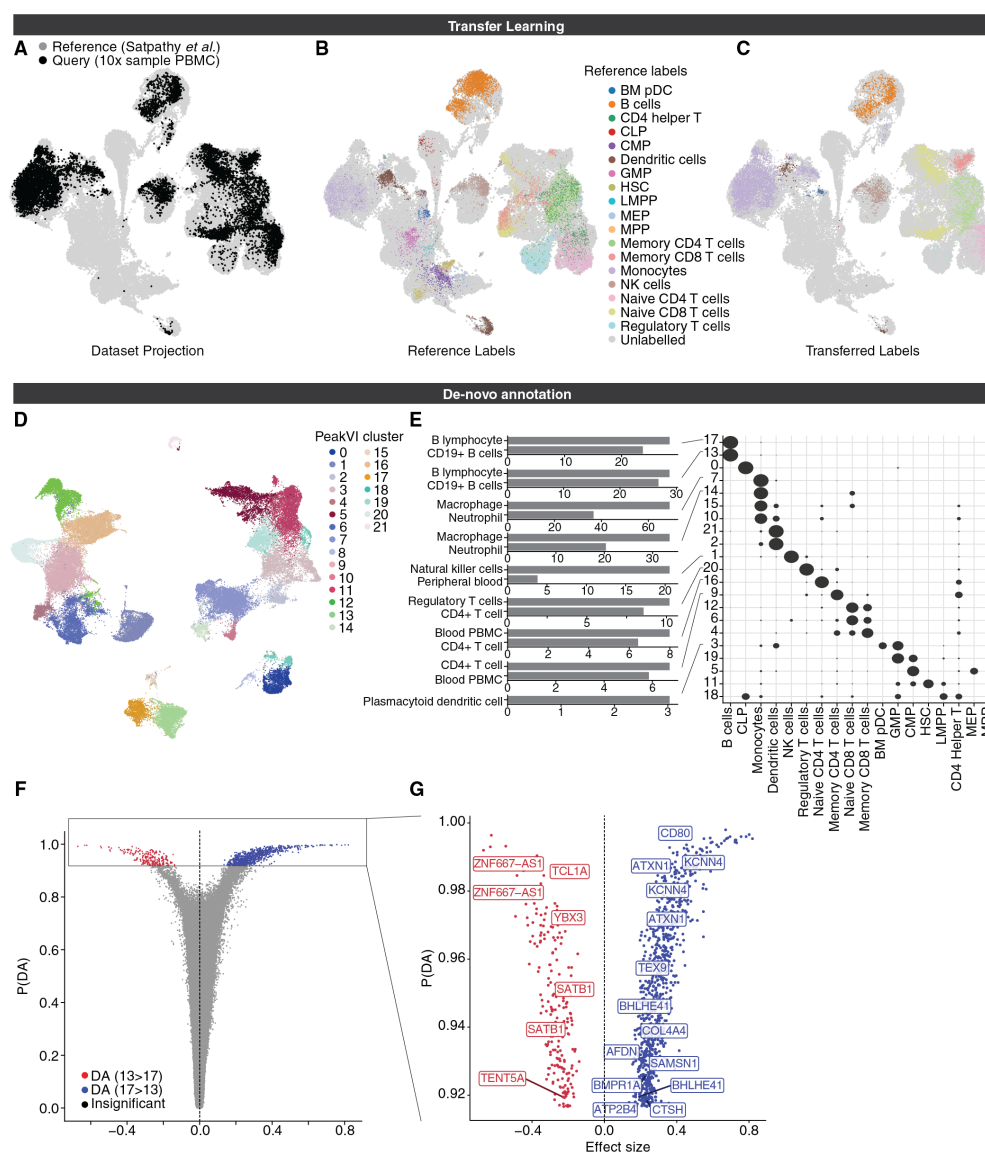 Transfer Learning
A
Reference (Satpathy et al.)
Query (10x sample PBMC)
Dataset Projection
B
Reference labels
BM pDC
B cells
CD4 helper T
CLP
CMP
Dendritic cells
GMP
HSC
LMPP
MEP
MPP
Memory CD4 T cells
Memory CD8 T cells
Monocytes
NK cells
Naive CD4 T cells
Naive CD8 T cells
Regulatory T cells
Unlabelled
Reference Labels
C
Transferred Labels
De-novo annotation
D
PeakVI cluster
0
1
2
3
4
5
6
7
8
9
10
11
12
13
14
15
16
17
18
19
20
21
E
B lymphocyte
CD19+ B cells
0 10 20
B lymphocyte
CD19+ B cells
0 10 20 30
Macrophage
Neutrophil
0 20 40 60
Macrophage
Neutrophil
0 10 20 30
Natural killer cells
Peripheral blood
0 5 10 15 20
Regulatory T cells
CD4+ T cell
0 5 10
Blood PBMC
CD4+ T cell
0 2 4 6 8
CD4+ T cell
Blood PBMC
0 2 4 6
Plasmacytoid dendritic cell
0 1 2 3
17
13
0
7
14
15
10
21
2
1
20
16
9
12
6
4
3
19
5
11
18
B cells
CLP
Monocytes
Dendritic cells
NK cells
Regulatory T cells
Naive CD4 T cells
Memory CD4 T cells
Naive CD8 T cells
Memory CD8 T cells
BM pDC
GMP
CMP
HSC
LMPP
CD4 Helper T
MEP
F
P(DA)
1.0
0.8
0.6
0.4
0.2
0.0
DA (13>17)
DA (17>13)
Insignificant
−0.4 0.0 0.4 0.8
G
P(DA)
1.00
0.98
0.96
0.94
0.92
CD80
ZNF667–AS1
TCL1A
ATXN1
KCNN4
ZNF667–AS1
KCNN4
YBX3
ATXN1
TEX9
SATB1
BHLHE41
SATB1
COL4A4
AFDN
SAMSN1
TENT5A
BMPR1A
BHLHE41
ATP2B4
CTSH
−0.4 0.0 0.4 0.8
Effect size